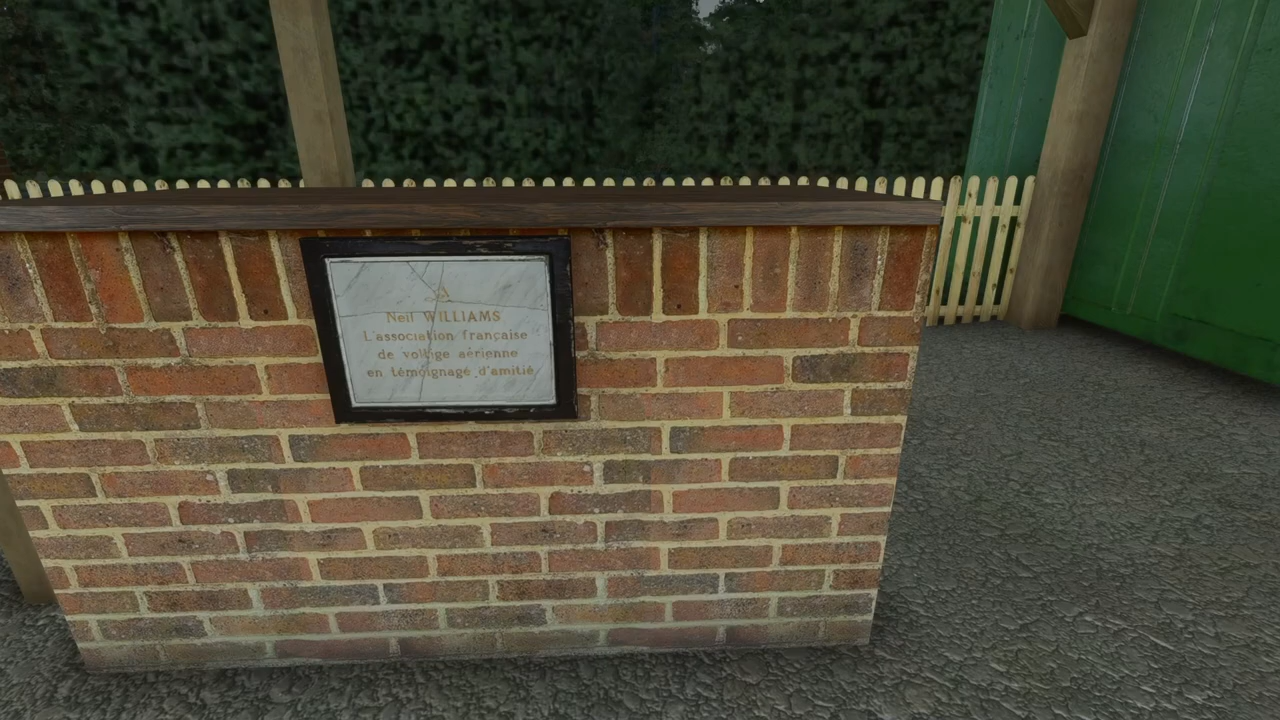 Neil WILLIAMS
L'association française
de voltige aérienne
en témoignage d'amitié